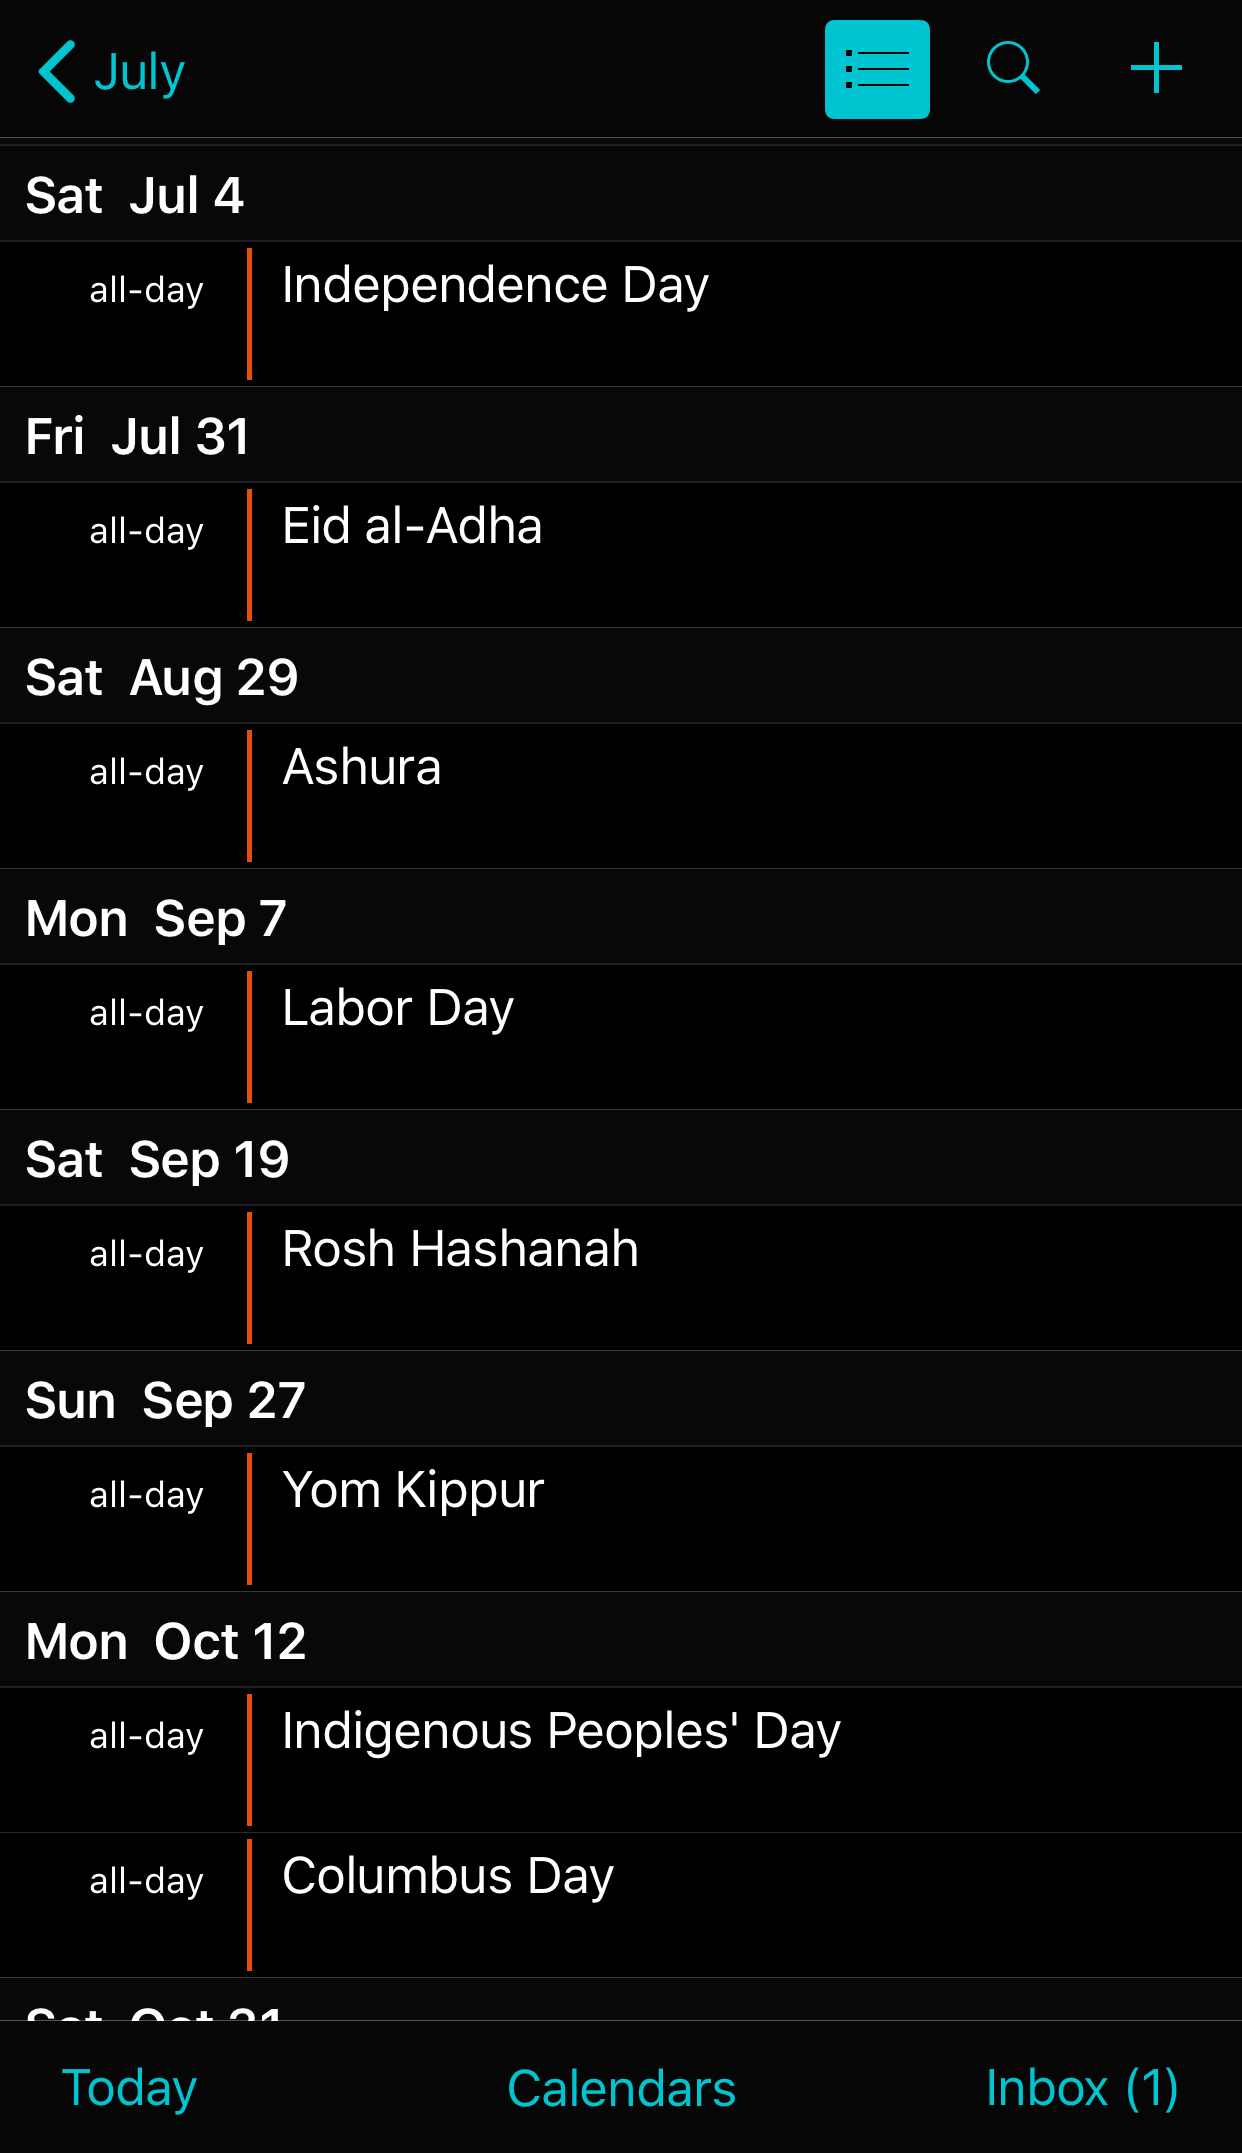 July
Sat Jul 4
all-day Independence Day
Fri Jul 31
all-day Eid al-Adha
Sat Aug 29
all-day Ashura
Mon Sep 7
all-day Labor Day
Sat Sep 19
all-day Rosh Hashanah
Sun Sep 27
all-day Yom Kippur
Mon Oct 12
all-day Indigenous Peoples' Day
all-day Columbus Day
Sat Oct 31
Today Calendars Inbox (1)